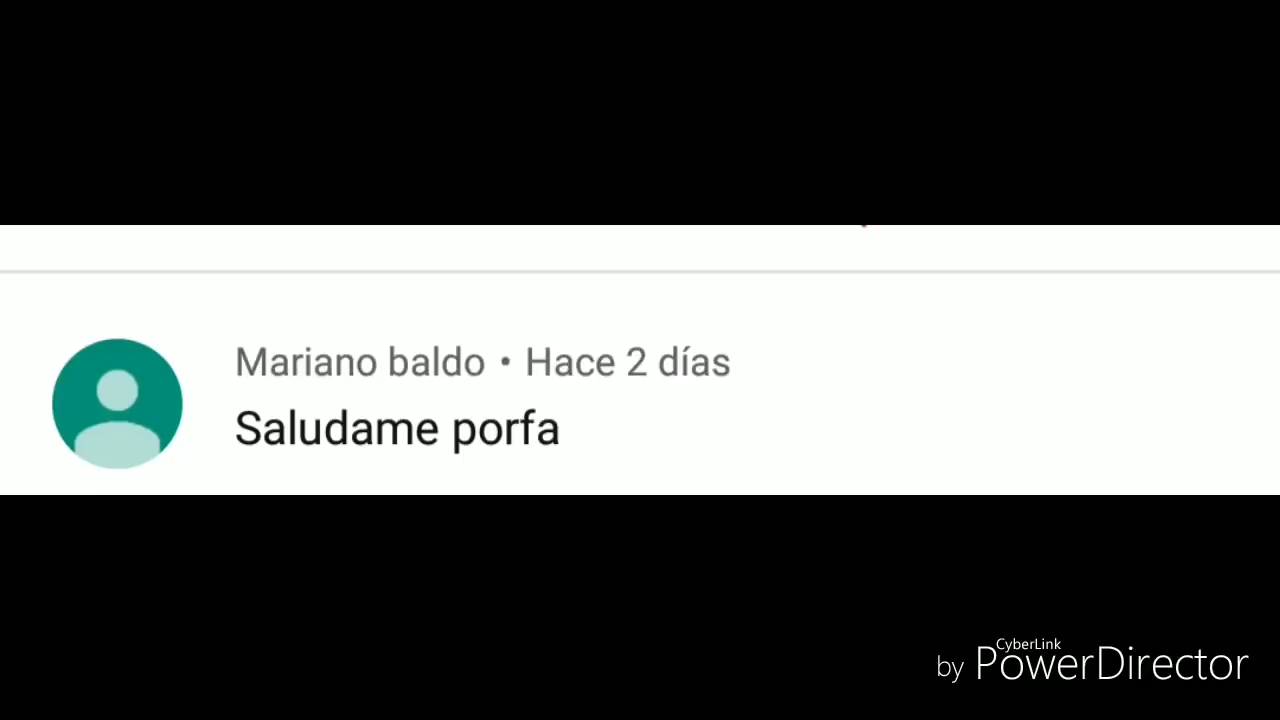 Mariano baldo • Hace 2 días
Saludame porfa
CyberLink
by PowerDirector